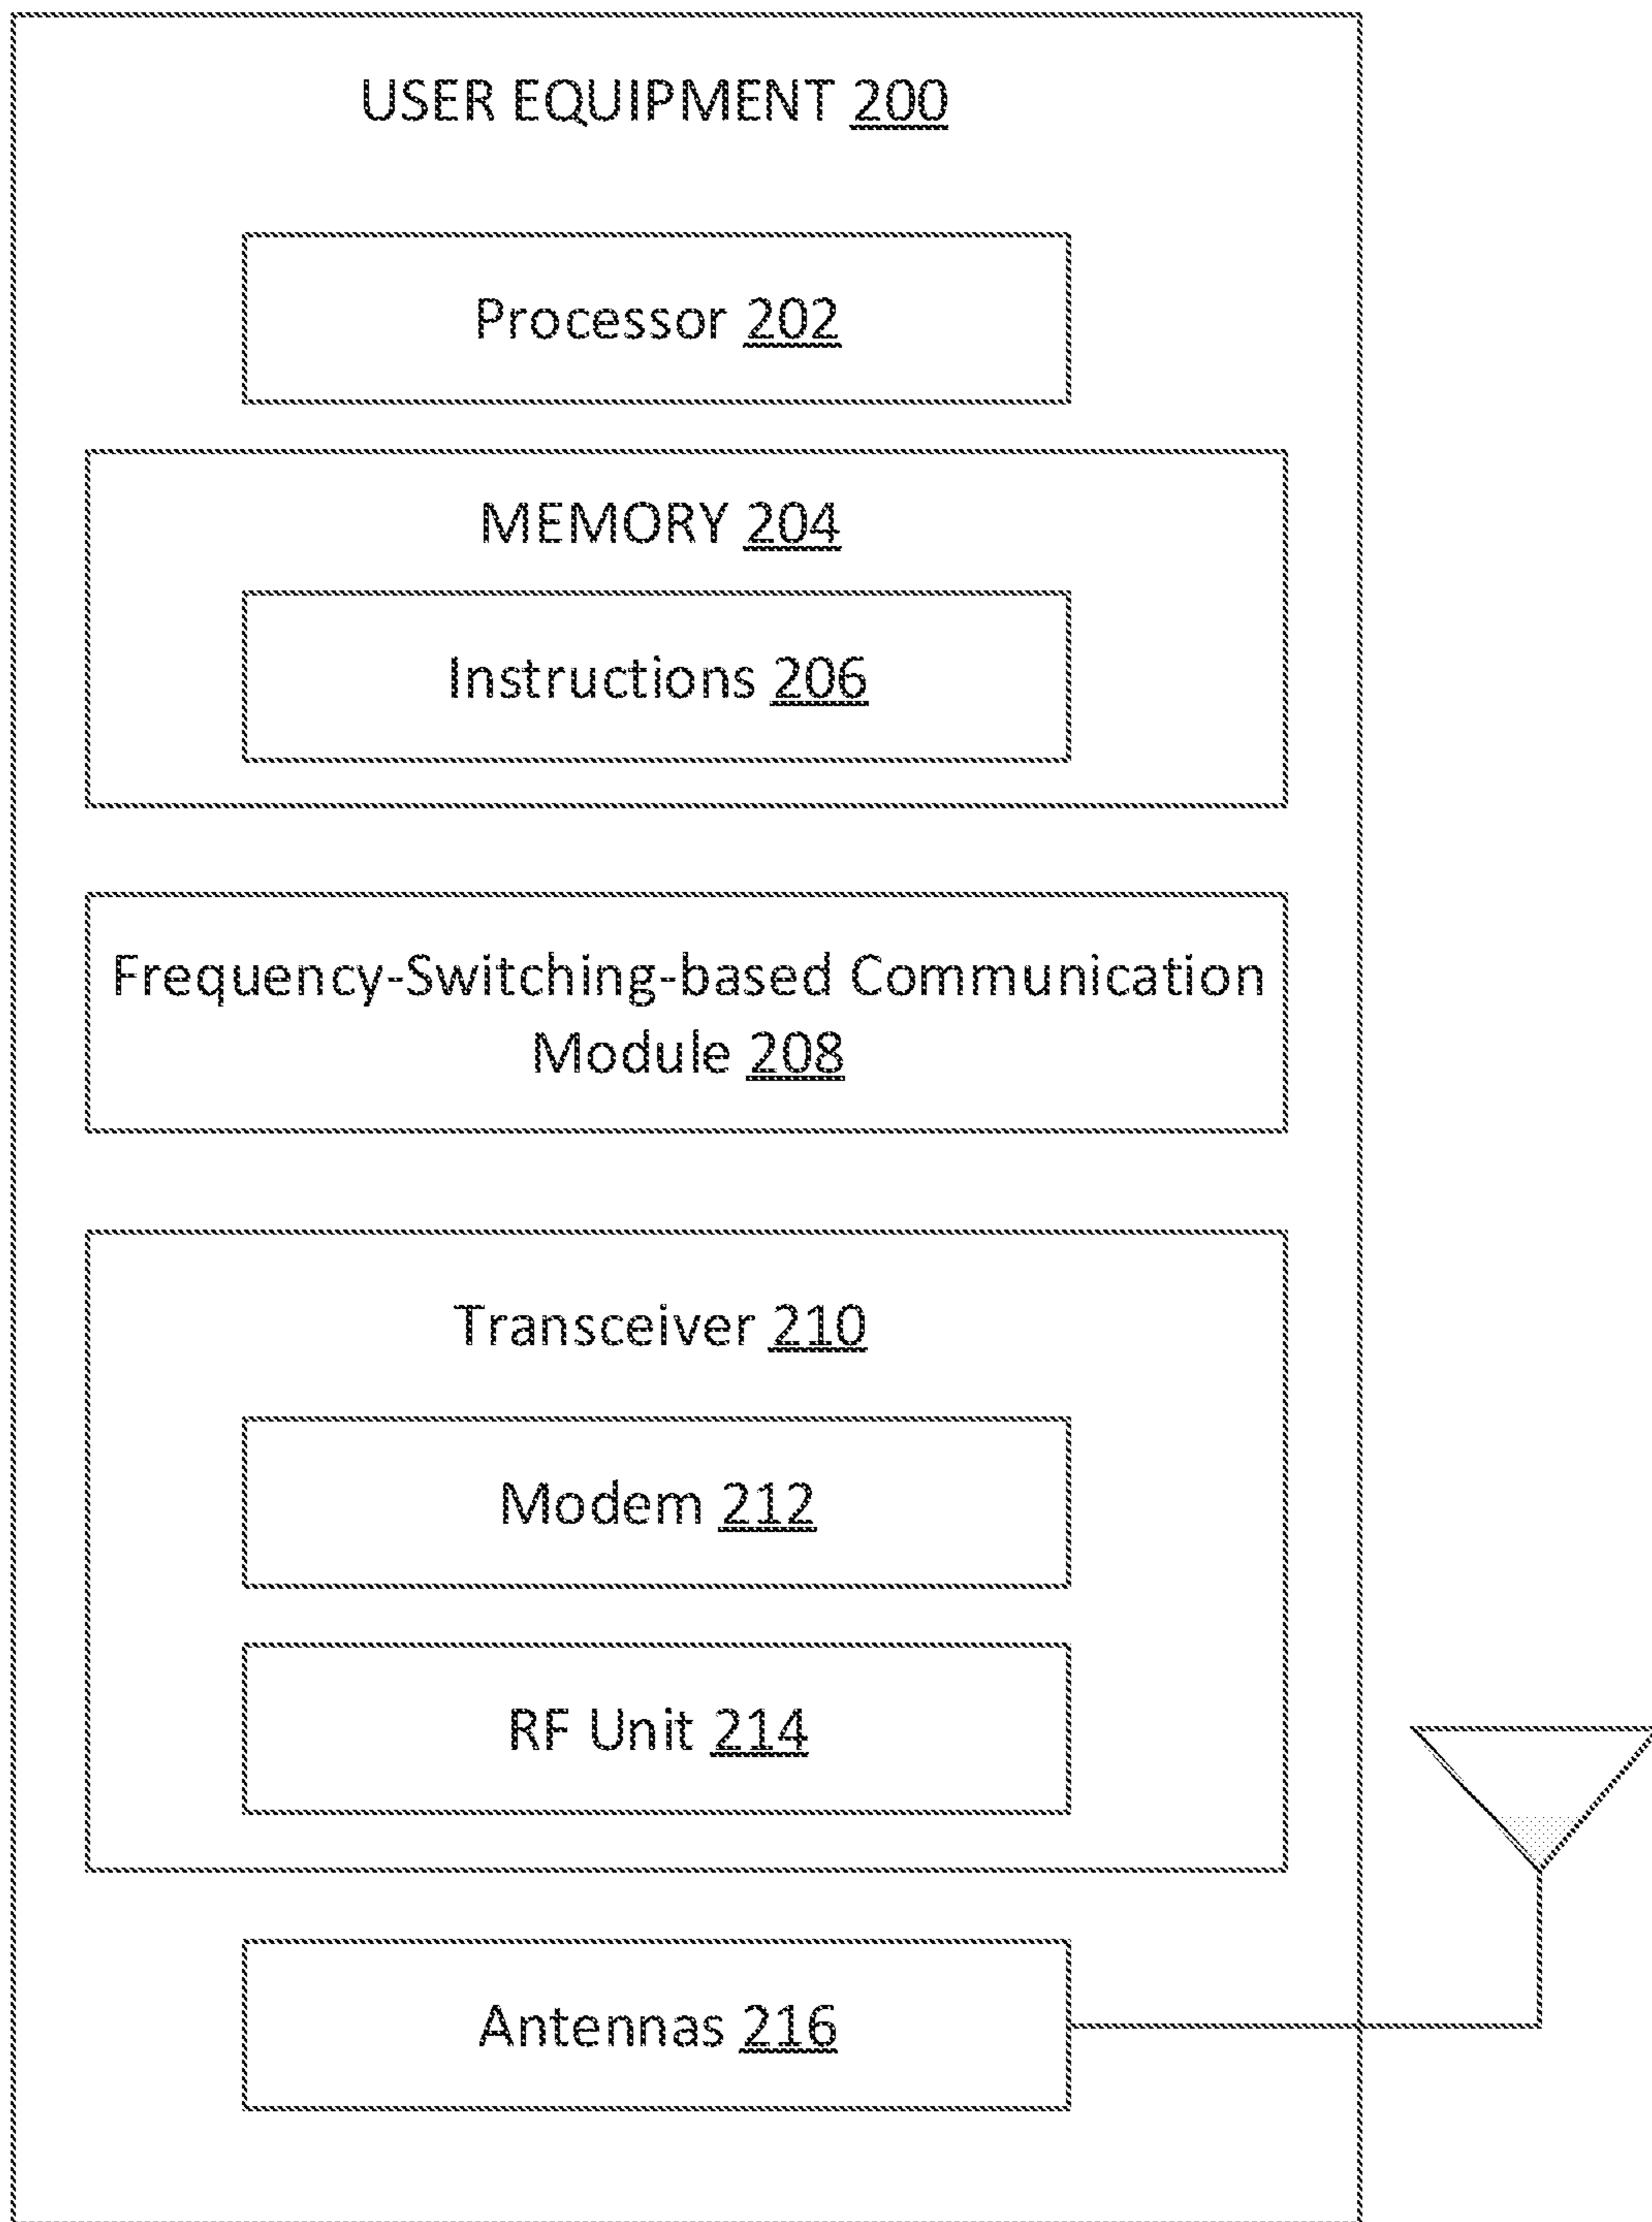 USER EQUIPMENT 200
Processor 202
MEMORY 204
Instructions 206
Frequency-Switching-based Communication
Module 208
Transceiver 210
Modem 212
RF Unit 214
Antennas 216